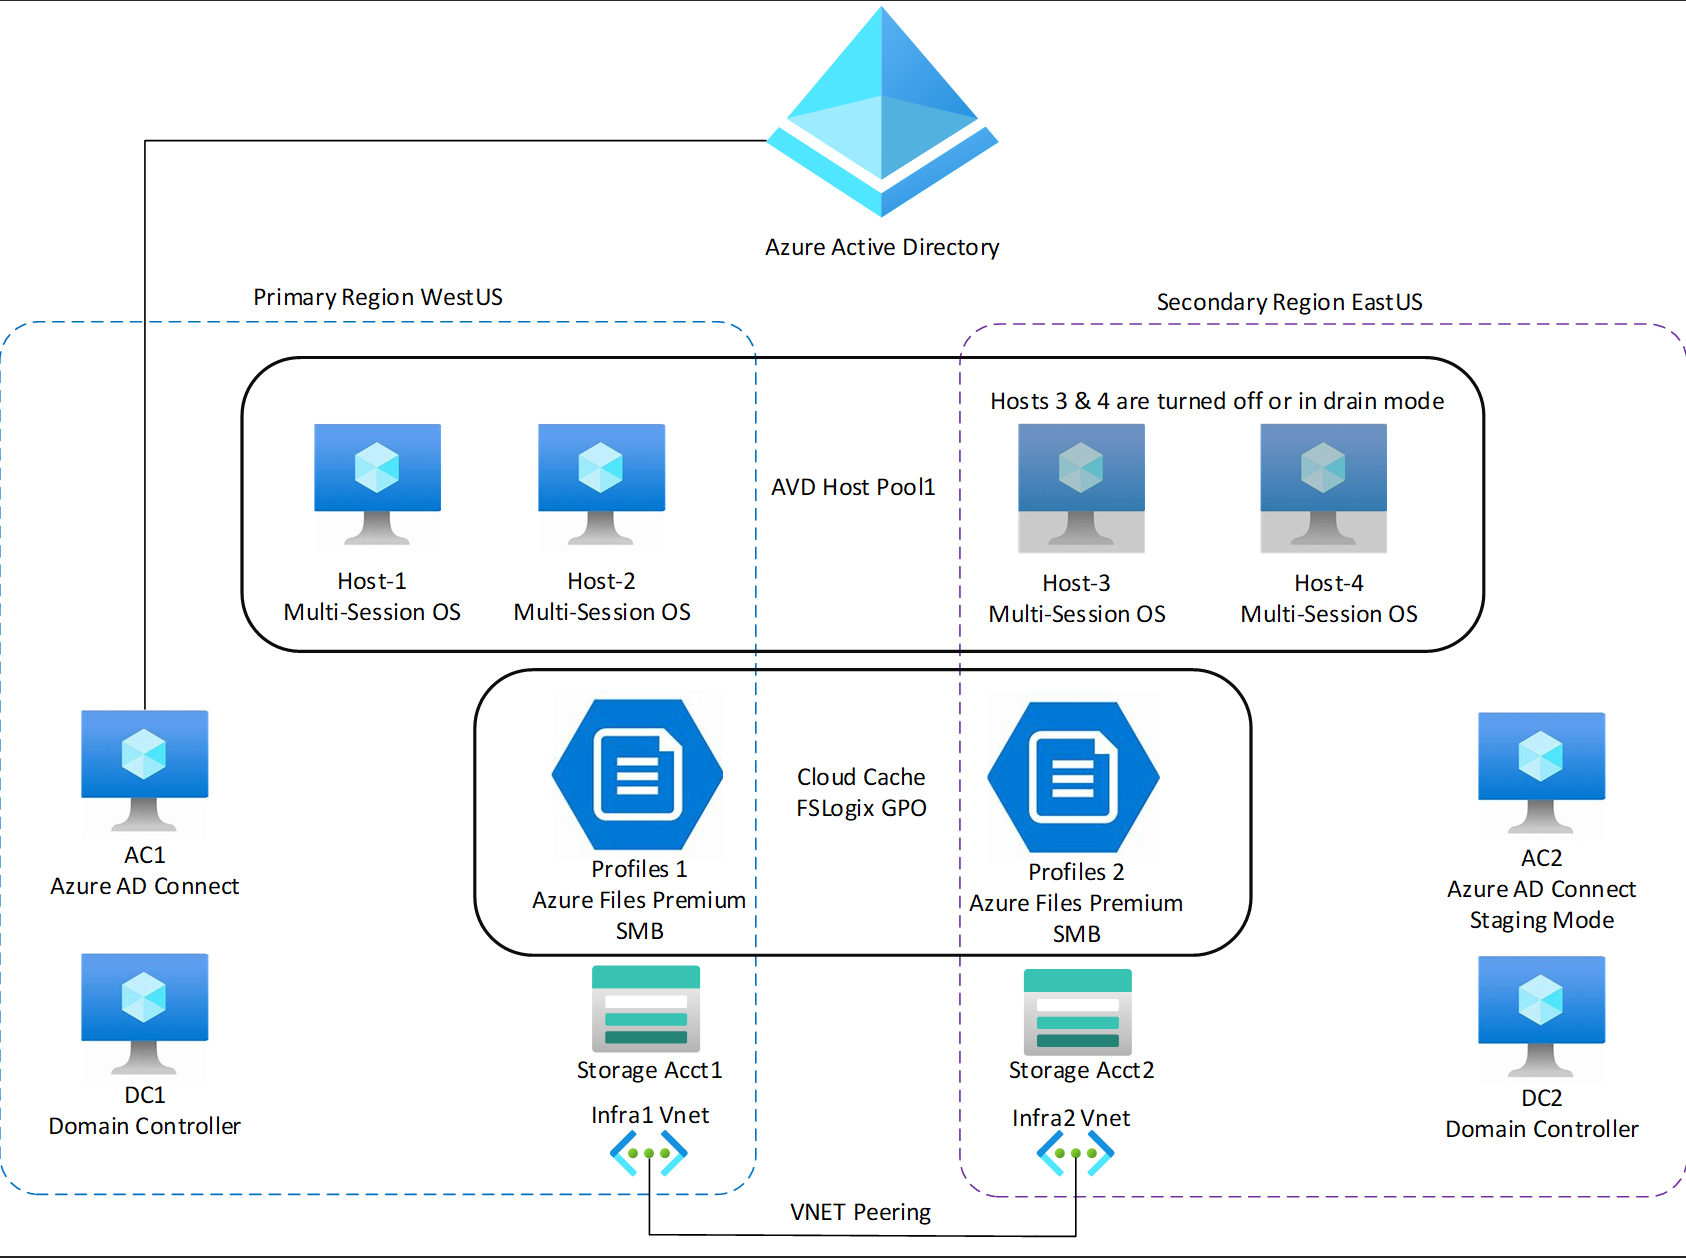 Azure Active Directory
Primary Region WestUS
Secondary Region EastUS
Hosts 3 & 4 are turned off or in drain mode
AVD Host Pool1
Host-1
Multi-Session OS
Host-2
Multi-Session OS
Host-3
Multi-Session OS
Host-4
Multi-Session OS
Cloud Cache
FSLogix GPO
Profiles 1
Azure Files Premium
SMB
Profiles 2
Azure Files Premium
SMB
AC1
Azure AD Connect
AC2
Azure AD Connect
Staging Mode
DC1
Domain Controller
Storage Acct1
Infra1 Vnet
Storage Acct2
Infra2 Vnet
DC2
Domain Controller
VNET Peering